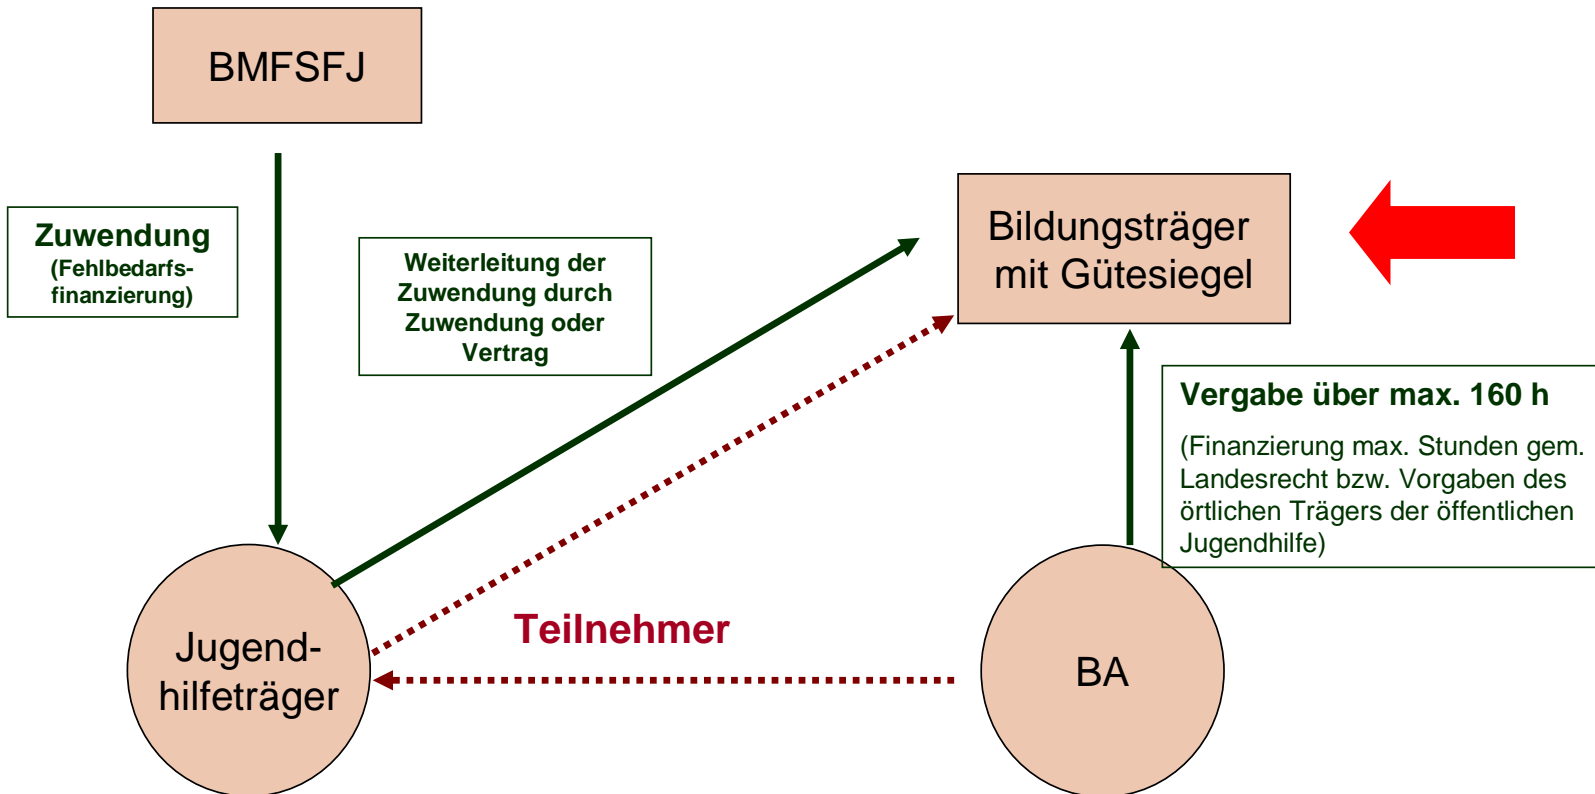 BMFSFJ
Zuwendung
(Fehlbedarfs-
finanzierung)
Weiterleitung der
Zuwendung durch
Zuwendung oder
Vertrag
Bildungsträger
mit Gütesiegel
Vergabe über max. 160 h
(Finanzierung max. Stunden gem.
Landesrecht bzw. Vorgaben des
örtlichen Trägers der öffentlichen
Jugendhilfe)
Teilnehmer
Jugend-
hilfeträger
BA